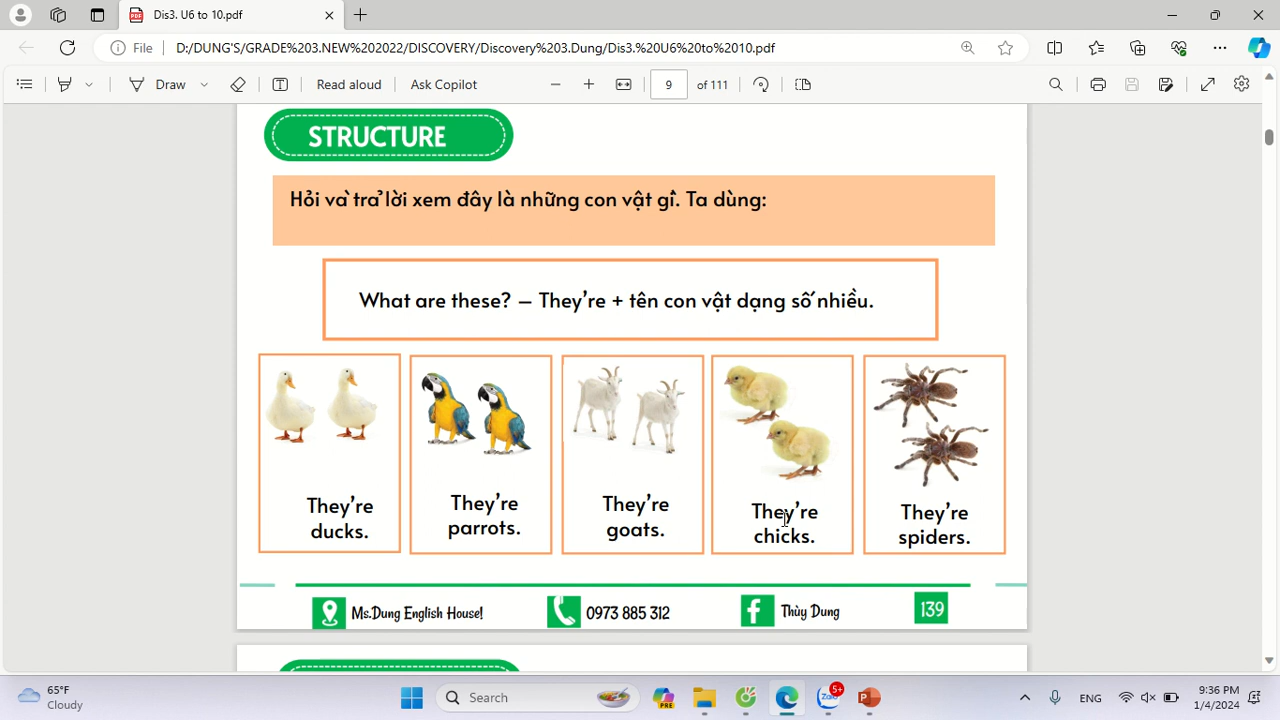 Dis3. U6 to 10.pdf
File
D:/DUNG'S/GRADE%203.NEW%202022/DISCOVERY/Discovery%203.Dung/Dis3.%20U6%20to%2010.pdf
Draw
Read aloud
Ask Copilot
9
of 111
STRUCTURE
Hỏi và trả lời xem đây là những con vật gì. Ta dùng:
What are these? – They're + tên con vật dạng số nhiều.
They're
ducks.
They're
parrots.
They're
goats.
They're
chicks.
They're
spiders.
Ms.Dung English House!
0973 885 312
Thùy Dung
139
65°F
Cloudy
Search
PRE
Zalo
5+
ENG
9:36 PM
1/4/2024